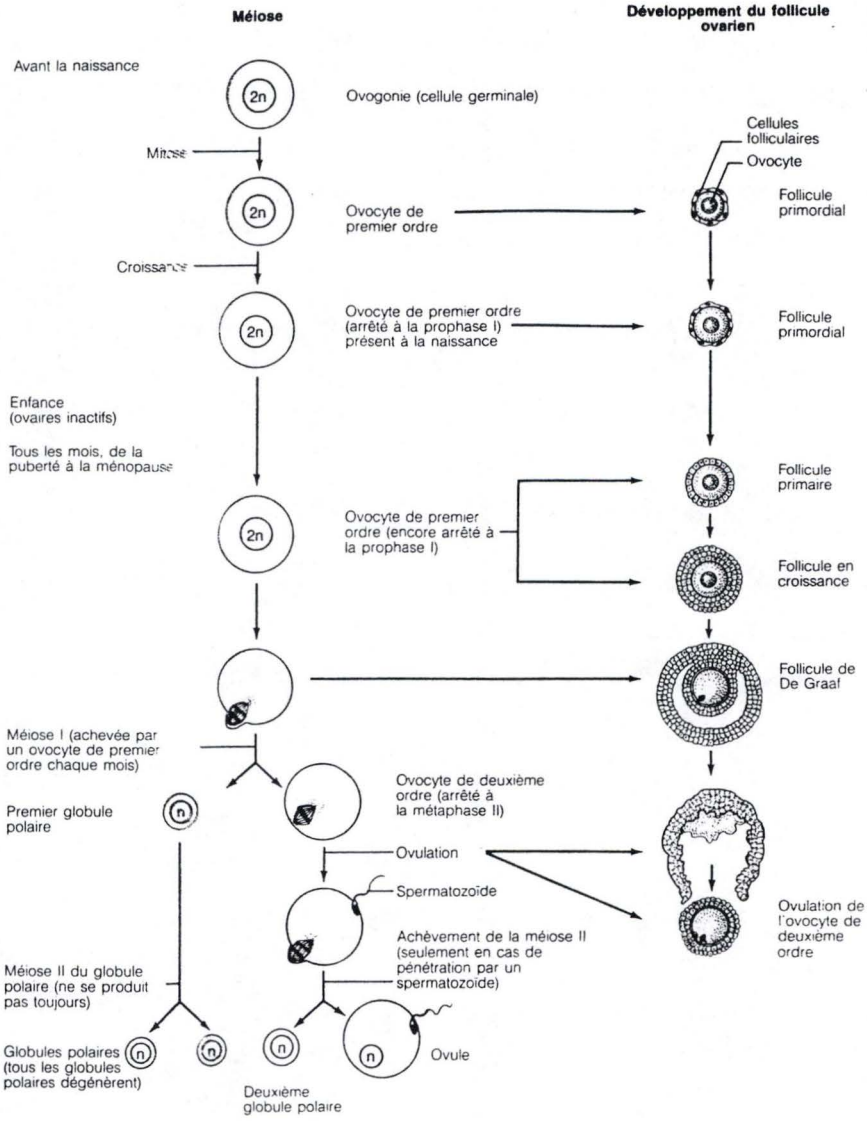 Méiose
Développement du follicule
ovarien
Avant la naissance
2n
Ovogonie (cellule germinale)
Cellules
folliculaires
Ovocyte
Mitose
2n
Ovocyte de
premier ordre
Follicule
primordial
Croissance
2n
Ovocyte de premier ordre
(arrêté à la prophase I)
présent à la naissance
Follicule
primordial
Enfance
(ovaires inactifs)
Tous les mois, de la
puberté à la ménopause
Follicule
primaire
2n
Ovocyte de premier
ordre (encore arrêté à
la prophase I)
Follicule en
croissance
Follicule de
De Graaf
Méiose I (achevée par
un ovocyte de premier
ordre chaque mois)
Ovocyte de deuxième
ordre (arrêté à
la métaphase II)
Premier globule
polaire
n
Ovulation
Spermatozoïde
Ovulation de
l'ovocyte de
deuxième
ordre
Achèvement de la méiose II
(seulement en cas de
pénétration par un
spermatozoïde)
Méiose II du globule
polaire (ne se produit
pas toujours)
Globules polaires
(tous les globules
polaires dégénèrent)
n
n
n
n
Ovule
Deuxième
globule polaire